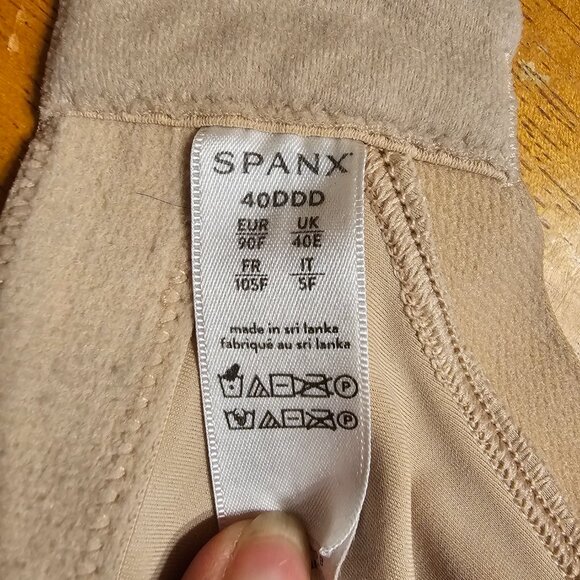 SPANX
40DDD
EUR UK
90F 40E
FR IT
105F 5F
made in sri lanka
fabriqué au sri lanka
P
P